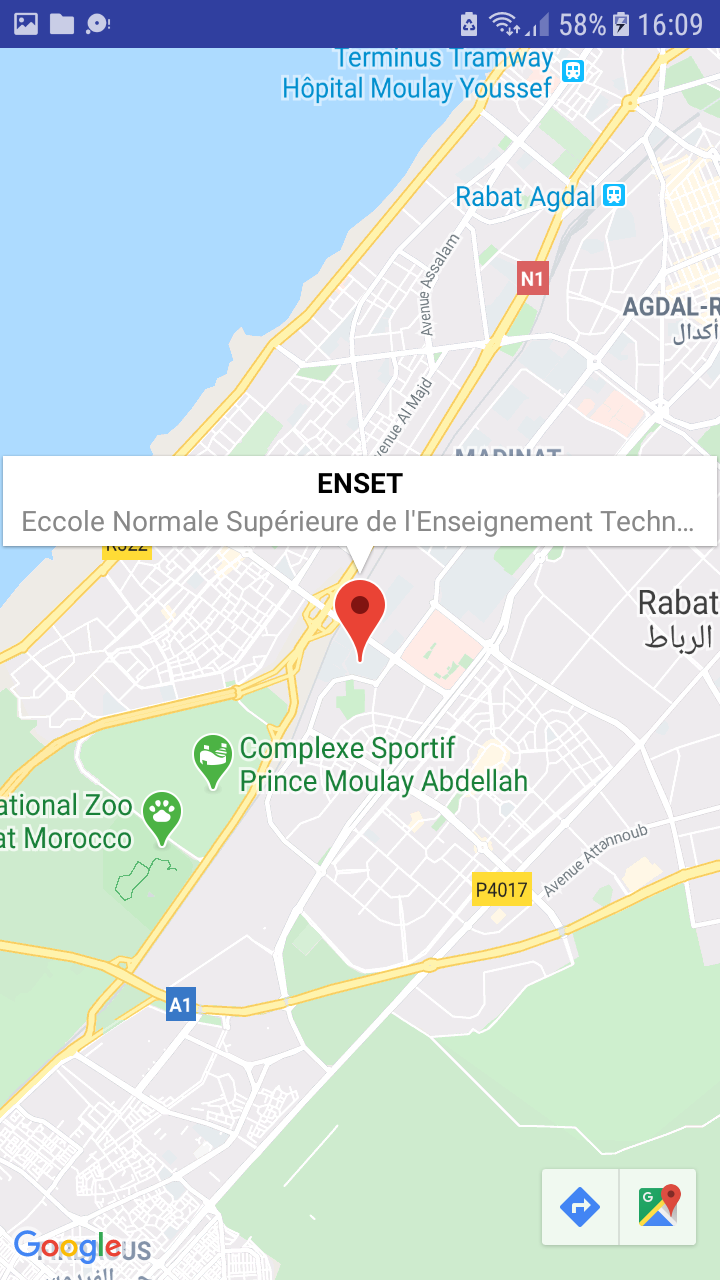 58% 16:09
Terminus Tramway
Hôpital Moulay Youssef
Rabat Agdal
Avenue Assalam
N1
AGDAL-R
أكدال
Avenue Al Majd
MADINAT
ENSET
Eccole Normale Supérieure de l'Enseignement Techn...
R322
Rabat
الرباط
Complexe Sportif
Prince Moulay Abdellah
ational Zoo
at Morocco
Avenue Attannoub
P4017
A1
G
Google